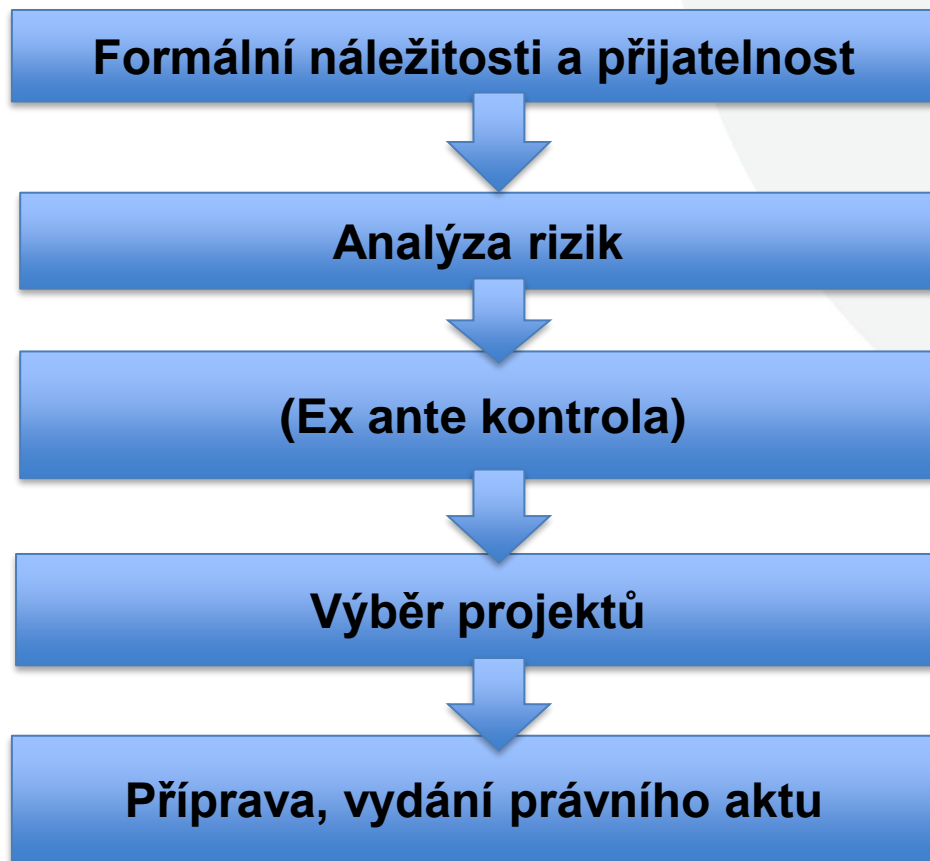 Formální náležitosti a přijatelnost
Analýza rizik
(Ex ante kontrola)
Výběr projektů
Příprava, vydání právního aktu